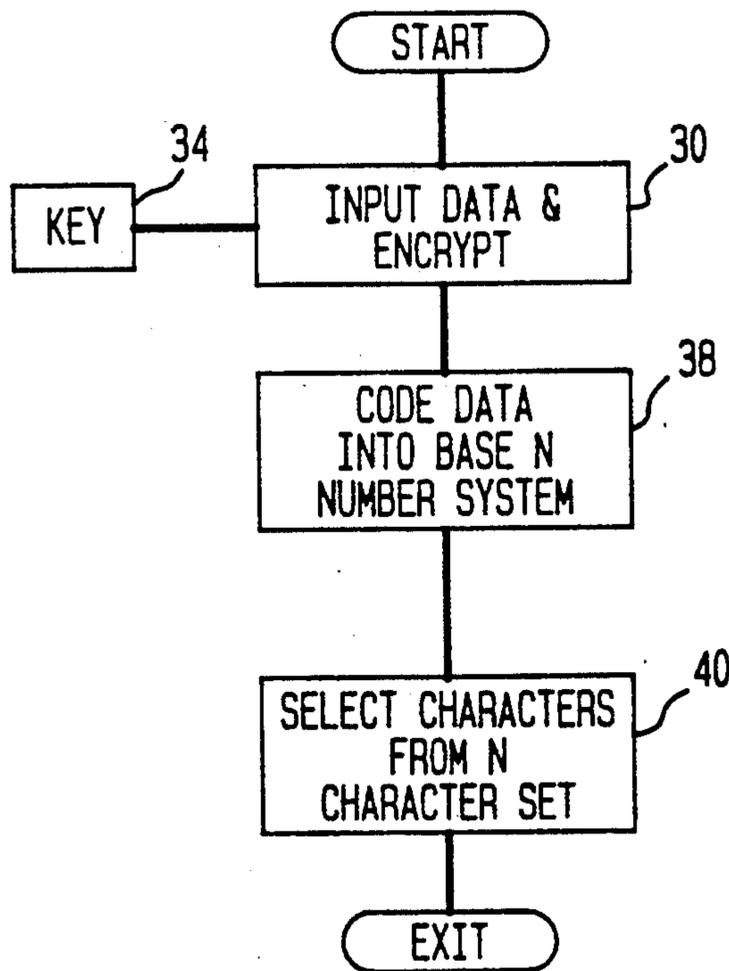 START
34
30
KEY
INPUT DATA &
ENCRYPT
38
CODE DATA
INTO BASE N
NUMBER SYSTEM
40
SELECT CHARACTERS
FROM N
CHARACTER SET
EXIT